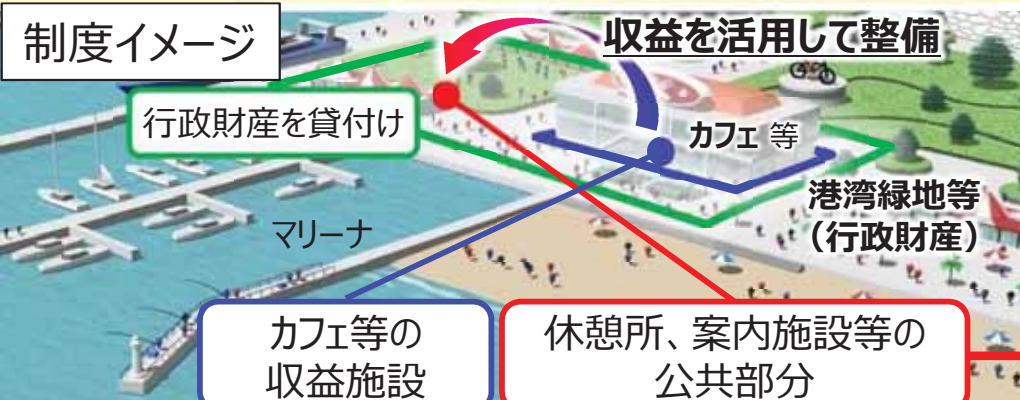 制度イメージ
収益を活用して整備
行政財産を貸付け
カフェ 等
港湾緑地等
（行政財産）
マリーナ
カフェ等の
収益施設
休憩所、案内施設等の
公共部分